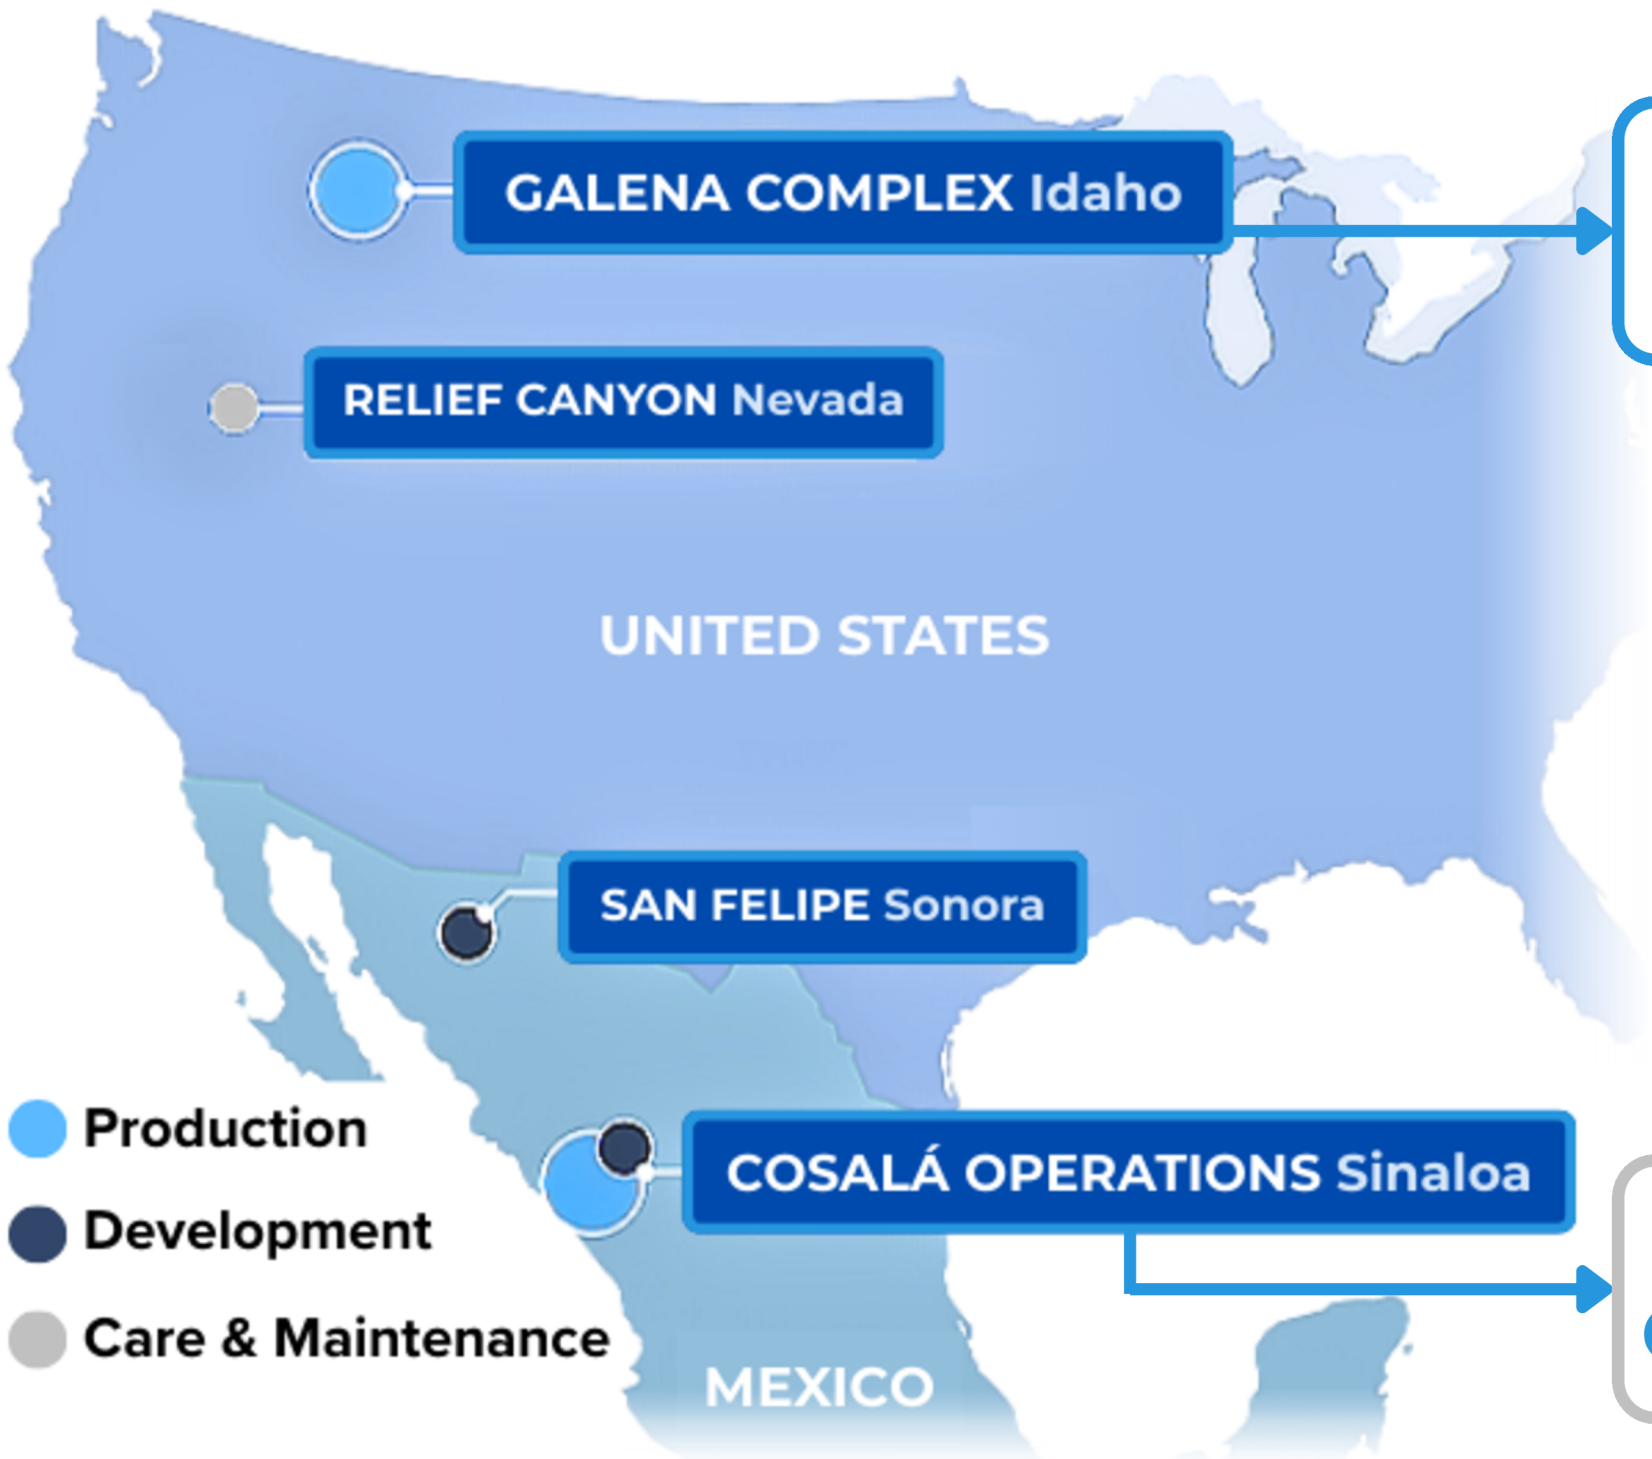 GALENA COMPLEX Idaho
RELIEF CANYON Nevada
UNITED STATES
SAN FELIPE Sonora
COSALÁ OPERATIONS Sinaloa
MEXICO
Production
Development
Care & Maintenance